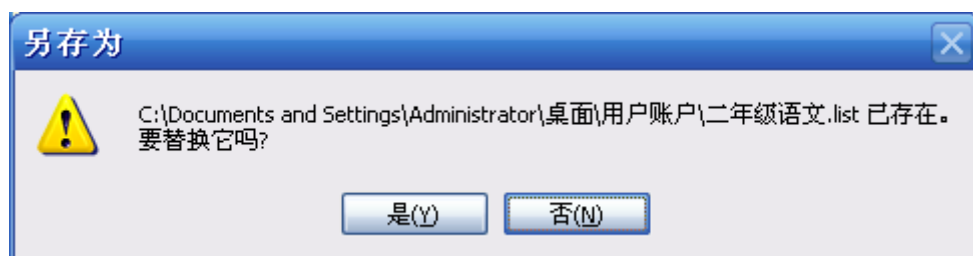 另存为
C:\Documents and Settings\Administrator\桌面\用户账户\二年级语文.list 已存在。
要替换它吗?
是(Y) 否(N)